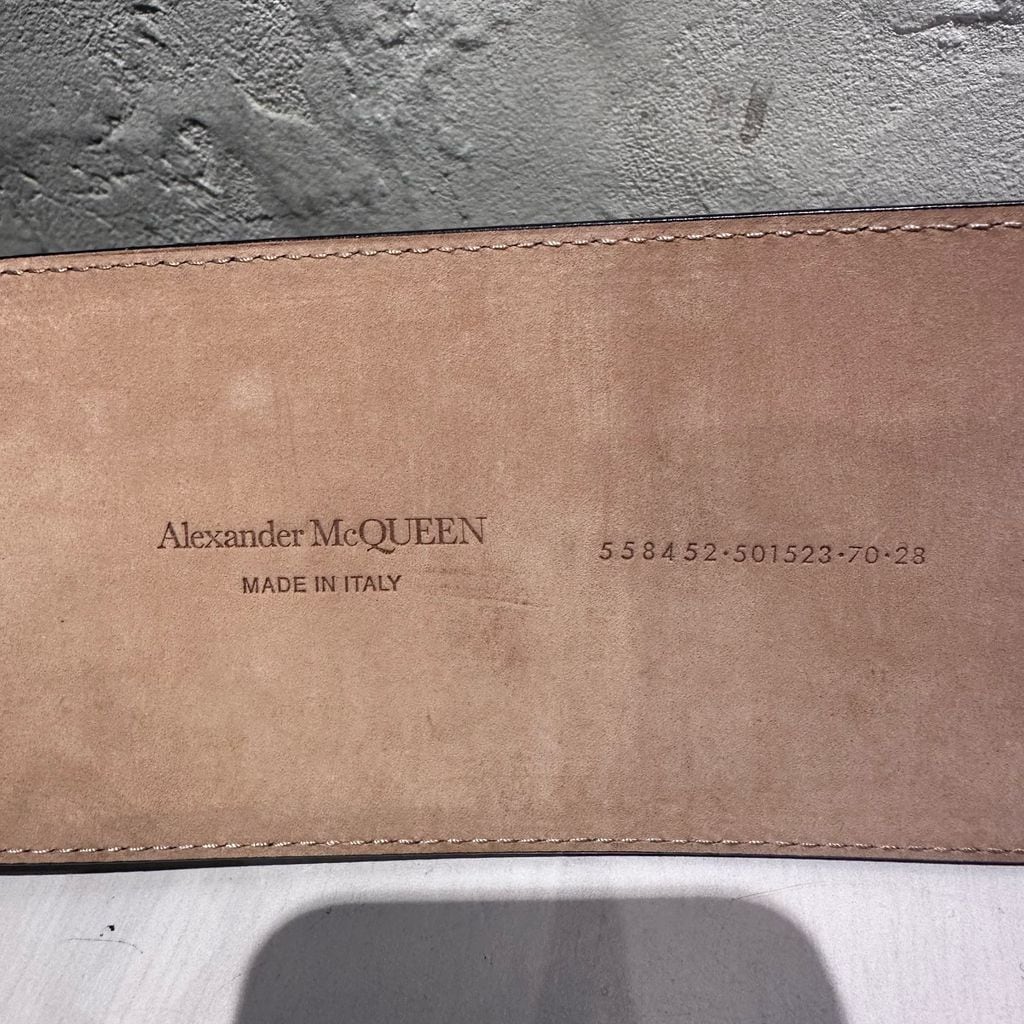 Alexander McQUEEN
MADE IN ITALY
558452·501523·70·28